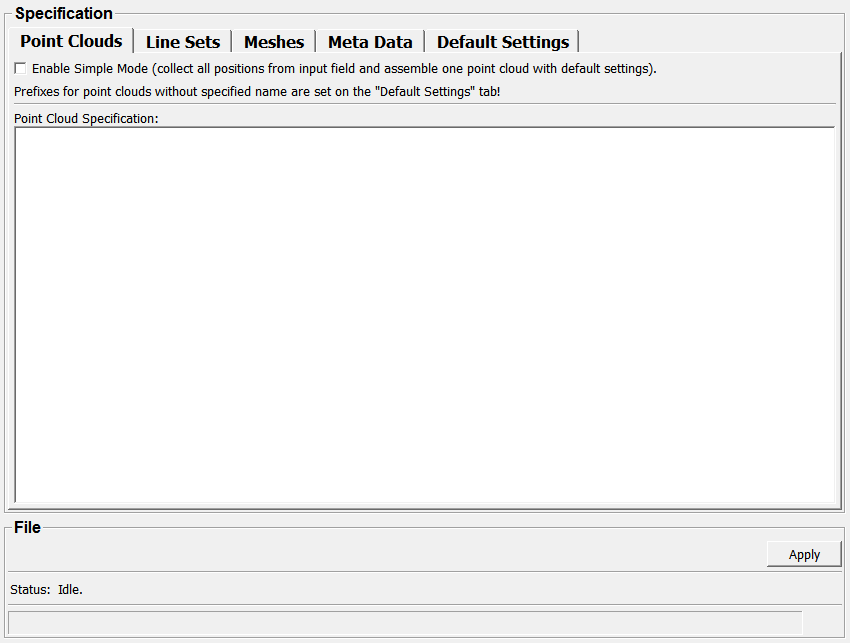 Specification
Point Clouds Line Sets Meshes Meta Data Default Settings
Enable Simple Mode (collect all positions from input field and assemble one point cloud with default settings).
Prefixes for point clouds without specified name are set on the "Default Settings" tab!
Point Cloud Specification:
File
Apply
Status: Idle.